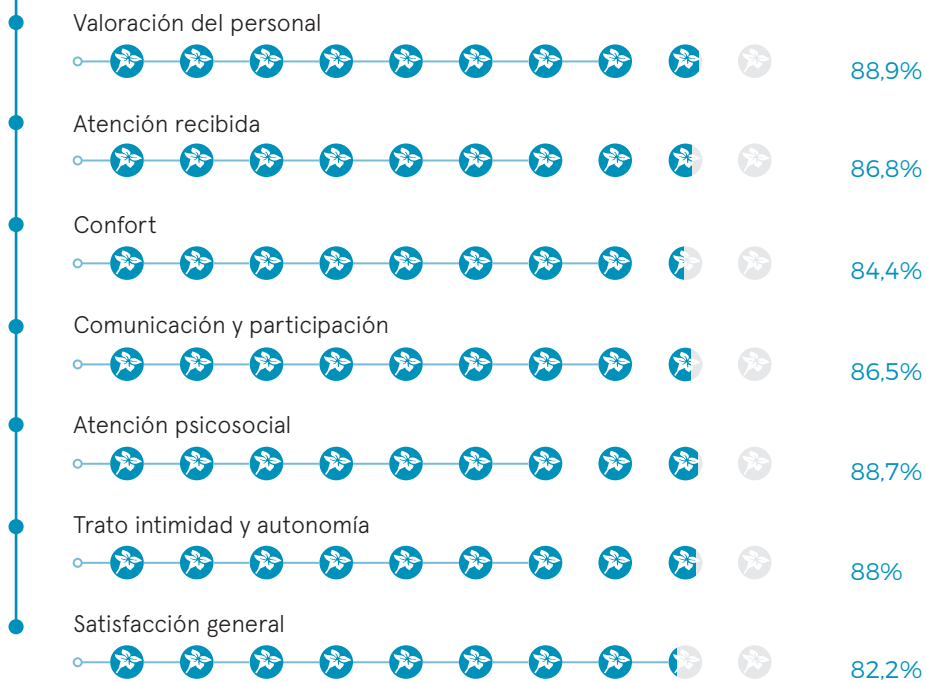 Valoración del personal
88,9%
Atención recibida
86,8%
Confort
84,4%
Comunicación y participación
86,5%
Atención psicosocial
88,7%
Trato intimidad y autonomía
88%
Satisfacción general
82,2%